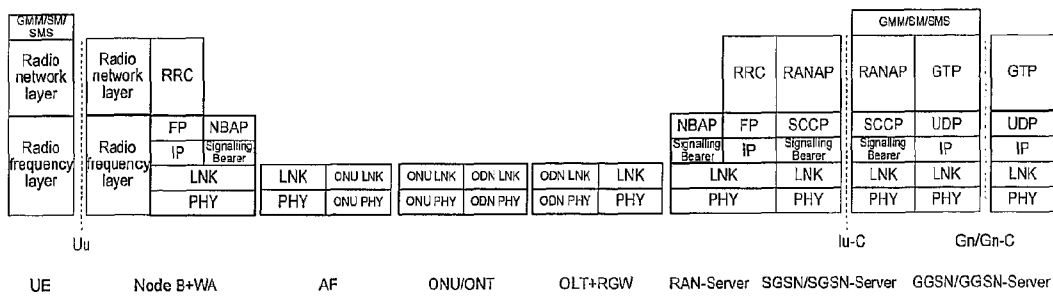 GMM/SM/
SMS
GMM/SM/SMS
Radio
network
layer
Radio
network
layer
RRC
RRC
RANAP
RANAP
GTP
GTP
Radio
frequency
layer
Radio
frequency
layer
FP
NBAP
NBAP
FP
SCCP
SCCP
UDP
UDP
IP
Signalling
Bearer
Signalling
Bearer
IP
Signalling
Bearer
Signalling
Bearer
IP
IP
LNK
LNK
ONU LNK
ONU LNK
ODN LNK
ODN LNK
LNK
LNK
LNK
LNK
LNK
LNK
PHY
PHY
ONU PHY
ONU PHY
ODN PHY
ODN PHY
PHY
PHY
PHY
PHY
PHY
PHY
Uu
Iu-C
Gn/Gn-C
UE
Node B+WA
AF
ONU/ONT
OLT+RGW
RAN-Server
SGSN/SGSN-Server
GGSN/GGSN-Server